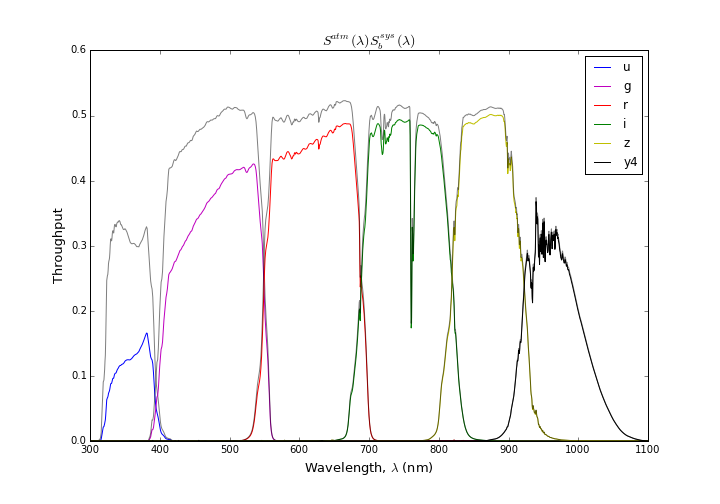 S^{atm}(λ)S_b^{sys}(λ)
0.6
0.5
0.4
0.3
0.2
0.1
0.0
Throughput
u
g
r
i
z
y4
300 400 500 600 700 800 900 1000 1100
Wavelength, λ (nm)